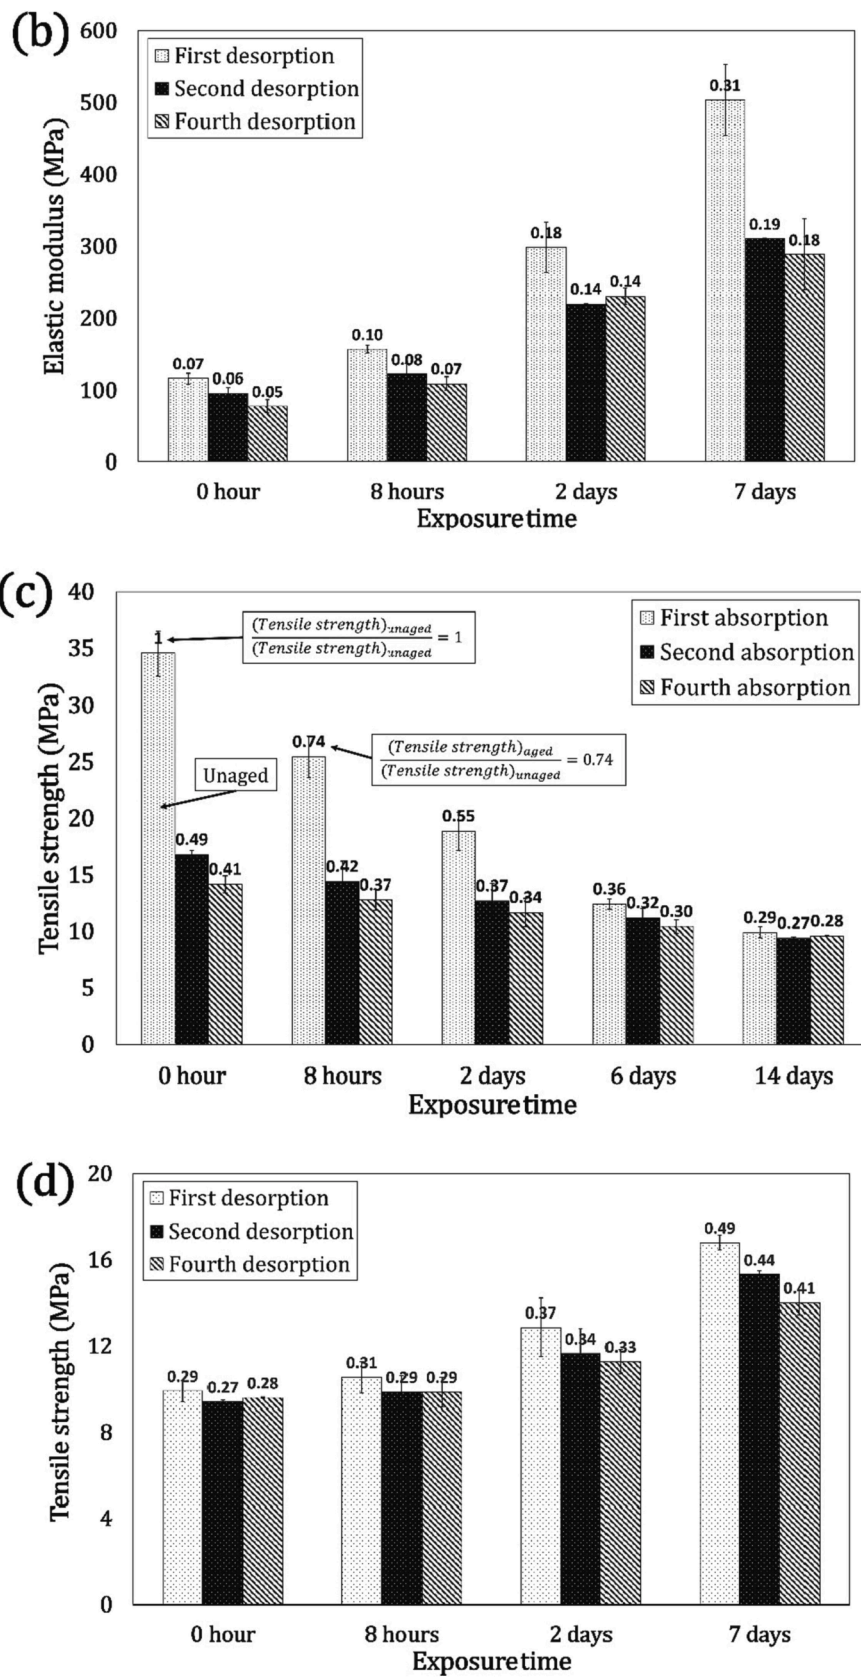 (b)
600
500
400
300
200
100
0
Elastic modulus (MPa)
First desorption
Second desorption
Fourth desorption
0.07
0.06
0.05
0.10
0.08
0.07
0.18
0.14
0.14
0.31
0.19
0.18
0 hour
8 hours
2 days
7 days
Exposure time
(c)
40
35
30
25
20
15
10
5
0
Tensile strength (MPa)
(Tensile strength)unaged
(Tensile strength)unaged
= 1
First absorption
Second absorption
Fourth absorption
(Tensile strength)aged
(Tensile strength)unaged
= 0.74
Unaged
1
0.49
0.41
0.74
0.42
0.37
0.55
0.37
0.34
0.36
0.32
0.30
0.29
0.27
0.28
0 hour
8 hours
2 days
6 days
14 days
Exposure time
(d)
20
16
12
8
4
0
Tensile strength (MPa)
First desorption
Second desorption
Fourth desorption
0.29
0.27
0.28
0.31
0.29
0.29
0.37
0.34
0.33
0.49
0.44
0.41
0 hour
8 hours
2 days
7 days
Exposure time